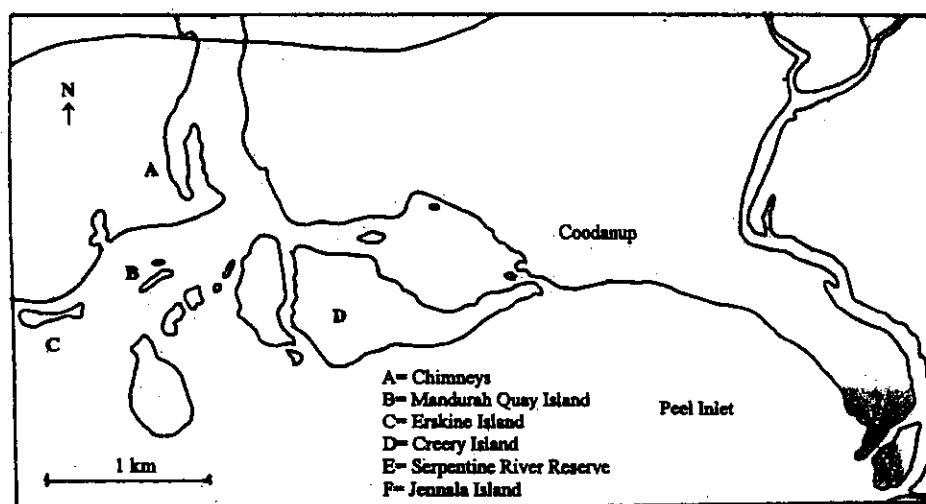 N
A
Coodanup
B
D
C
A= Chimneys
B= Mandurah Quay Island
C= Erskine Island
D= Creery Island
E= Serpentine River Reserve
F= Jennala Island
Peel Inlet
1 km